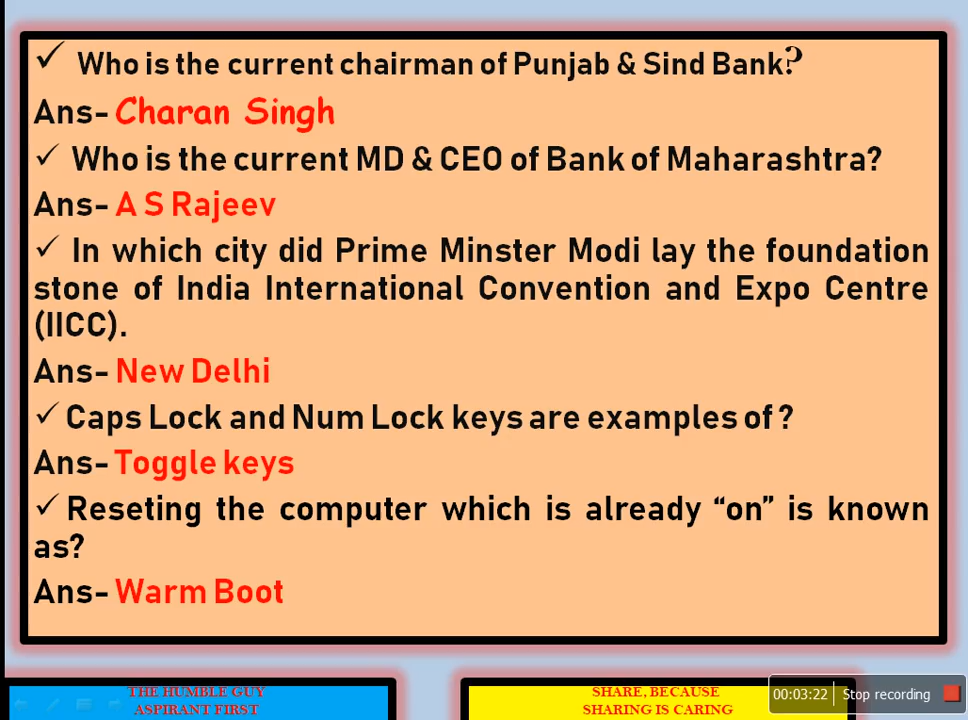 ✓ Who is the current chairman of Punjab & Sind Bank?
Ans- Charan Singh
✓ Who is the current MD & CEO of Bank of Maharashtra?
Ans- A S Rajeev
✓ In which city did Prime Minster Modi lay the foundation
stone of India International Convention and Expo Centre
(IICC).
Ans- New Delhi
✓ Caps Lock and Num Lock keys are examples of ?
Ans- Toggle keys
✓ Reseting the computer which is already “on” is known
as?
Ans- Warm Boot
THE HUMBLE GUY
ASPIRANT FIRST
SHARE, BECAUSE
SHARING IS CARING
00:03:22 Stop recording